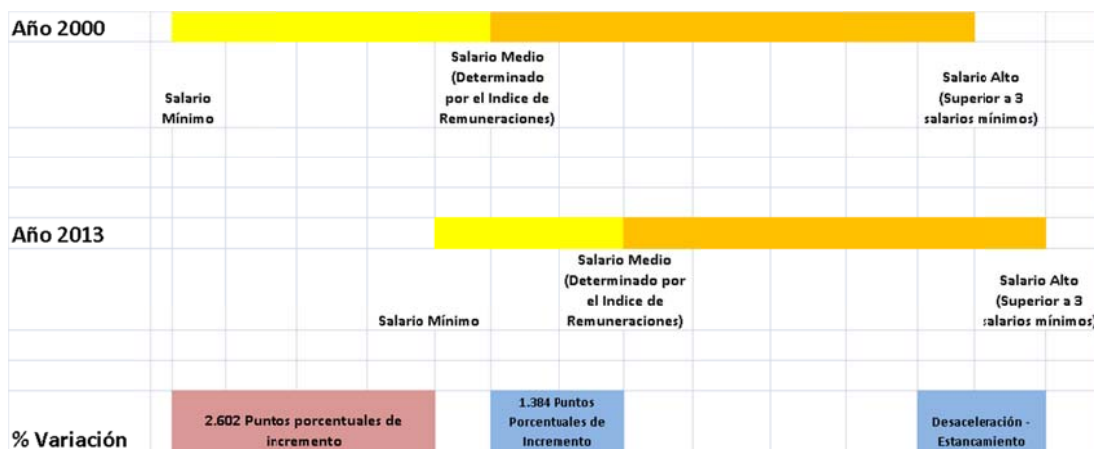 Año 2000
Salario
Mínimo
Salario Medio
(Determinado
por el Indice de
Remuneraciones)
Salario Alto
(Superior a 3
salarios mínimos)
Año 2013
Salario Mínimo
Salario Medio
(Determinado por
el Indice de
Remuneraciones)
Salario Alto
(Superior a 3
salarios mínimos)
% Variación
2.602 Puntos porcentuales de
incremento
1.384 Puntos
Porcentuales de
Incremento
Desaceleración -
Estancamiento